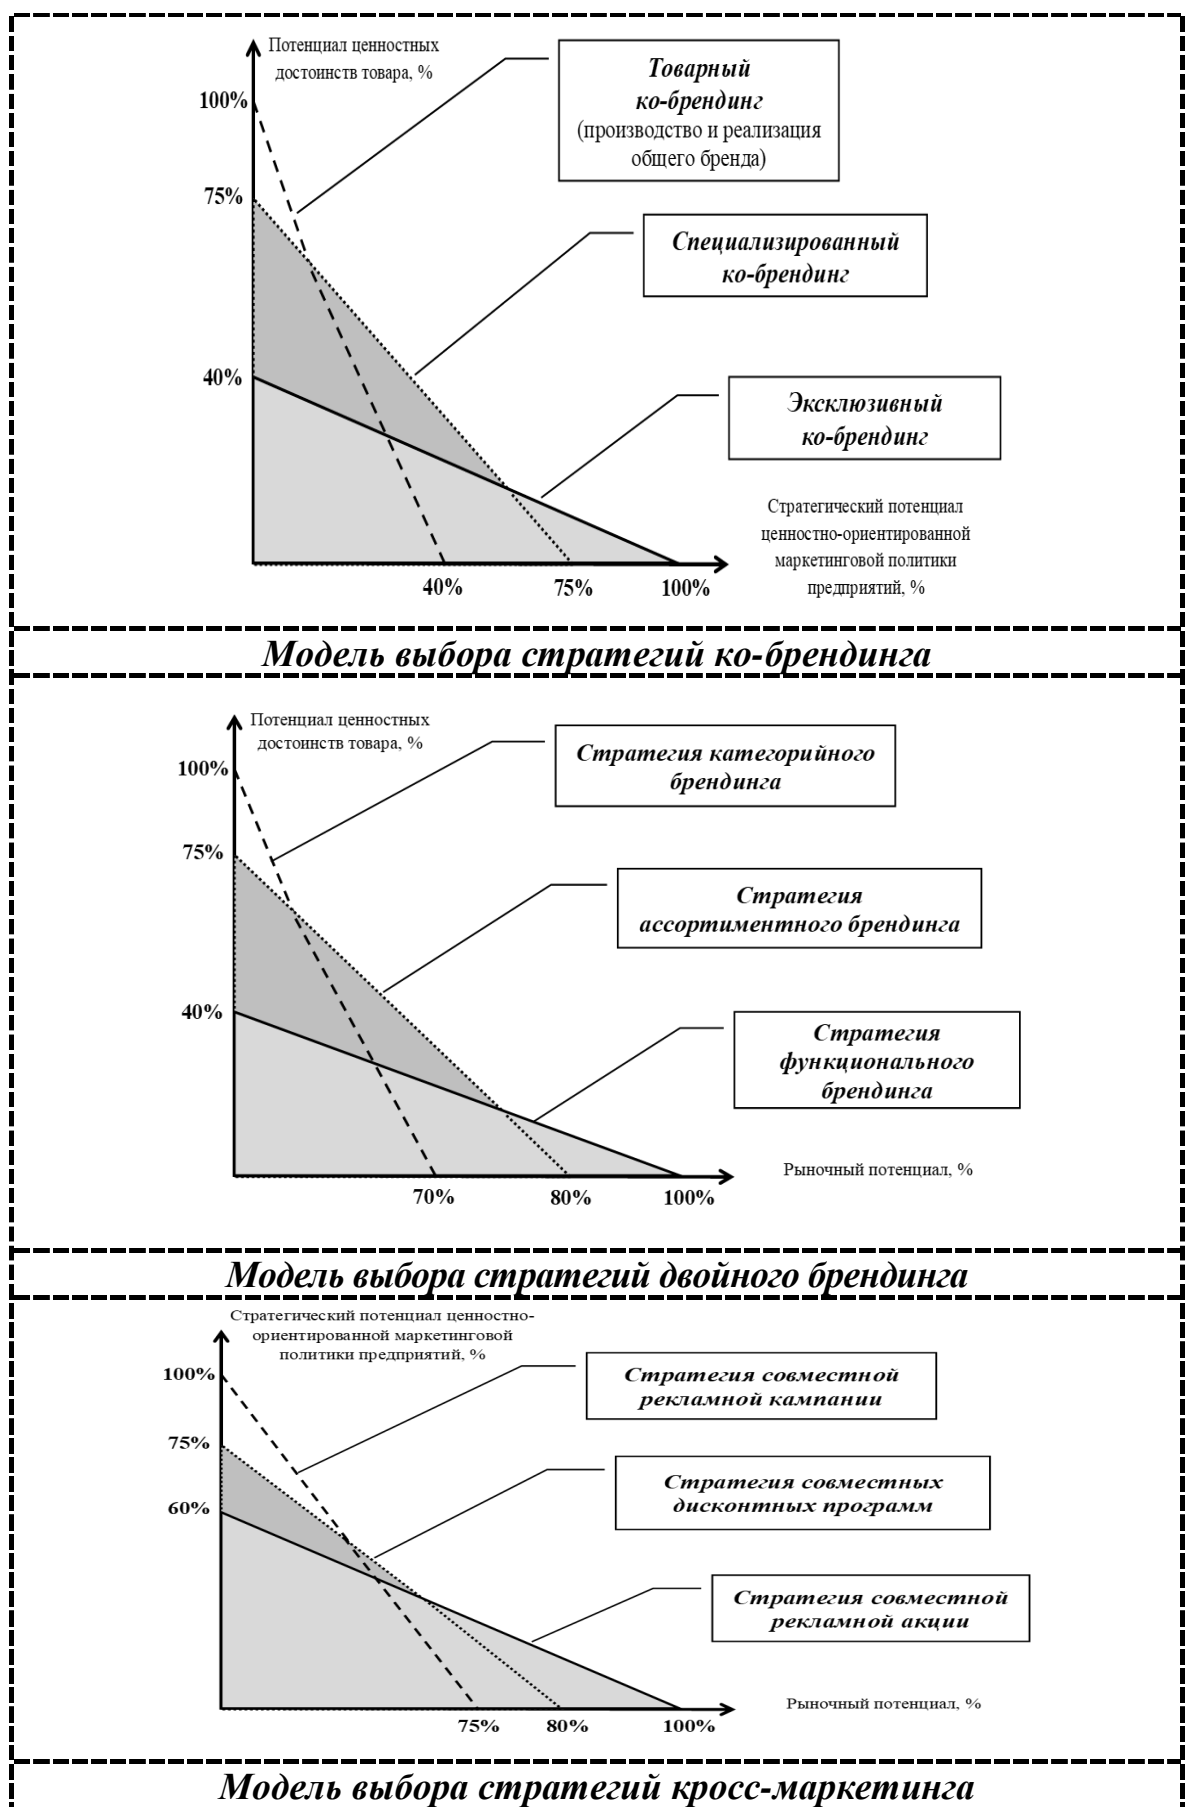 Потенциал ценностных
достоинств товара, %
100%
75%
40%
Товарный
ко-брендинг
(производство и реализация
общего бренда)
Специализированный
ко-брендинг
Эксклюзивный
ко-брендинг
Стратегический потенциал
ценностно-ориентированной
маркетинговой политики
предприятий, %
40%
75%
100%
Модель выбора стратегий ко-брендинга
Потенциал ценностных
достоинств товара, %
100%
75%
40%
Стратегия категорийного
брендинга
Стратегия
ассортиментного брендинга
Стратегия
функционального
брендинга
Рыночный потенциал, %
70%
80%
100%
Модель выбора стратегий двойного брендинга
Стратегический потенциал ценностно-
ориентированной маркетинговой
политики предприятий, %
100%
75%
60%
Стратегия совместной
рекламной кампании
Стратегия совместных
дисконтных программ
Стратегия совместной
рекламной акции
Рыночный потенциал, %
75%
80%
100%
Модель выбора стратегий кросс-маркетинга